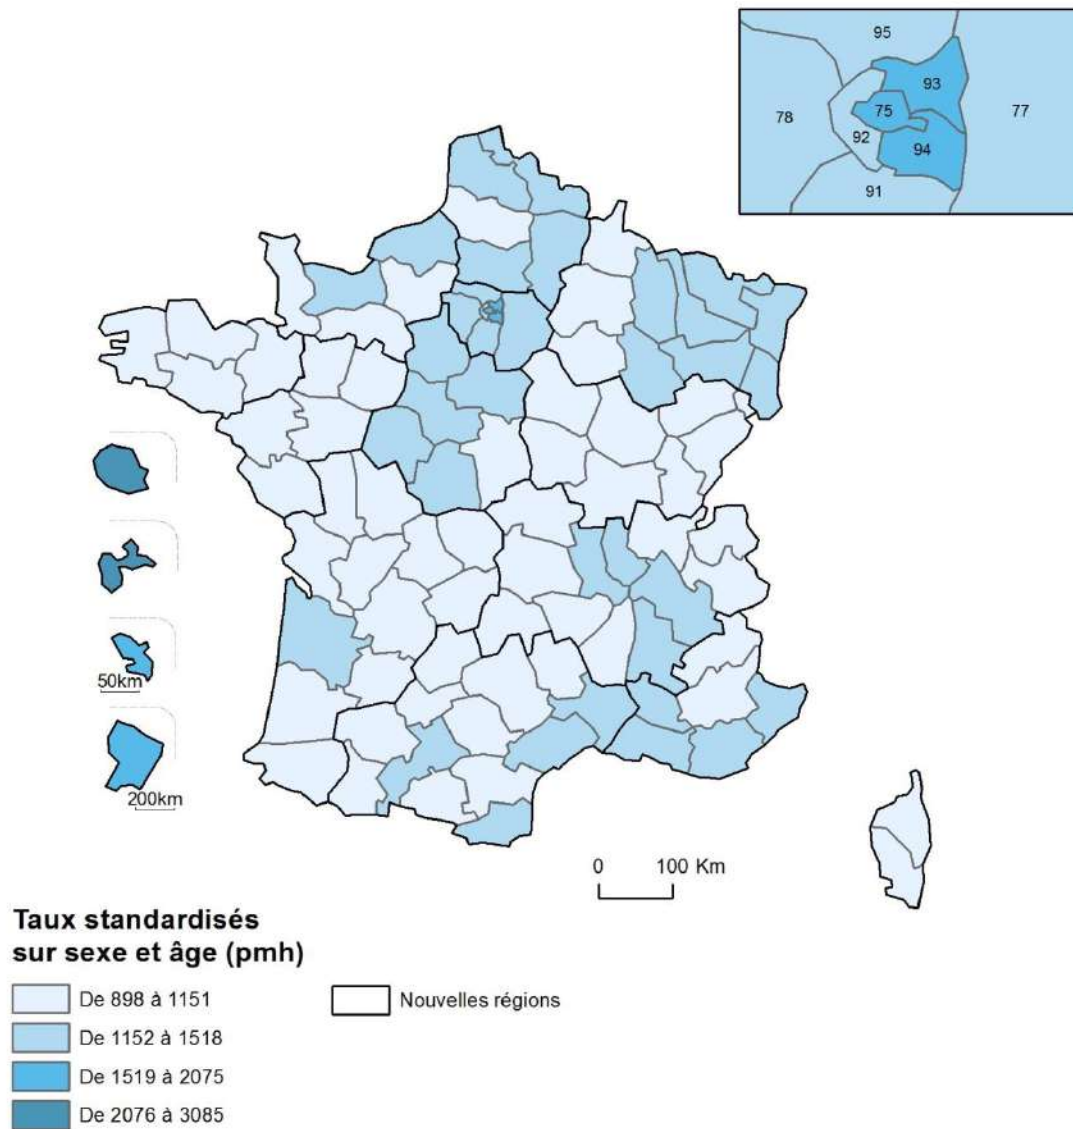 95
93
78
75
77
92
94
91
50km
200km
0 100 Km
Taux standardisés
sur sexe et âge (pmh)
De 898 à 1151
Nouvelles régions
De 1152 à 1518
De 1519 à 2075
De 2076 à 3085